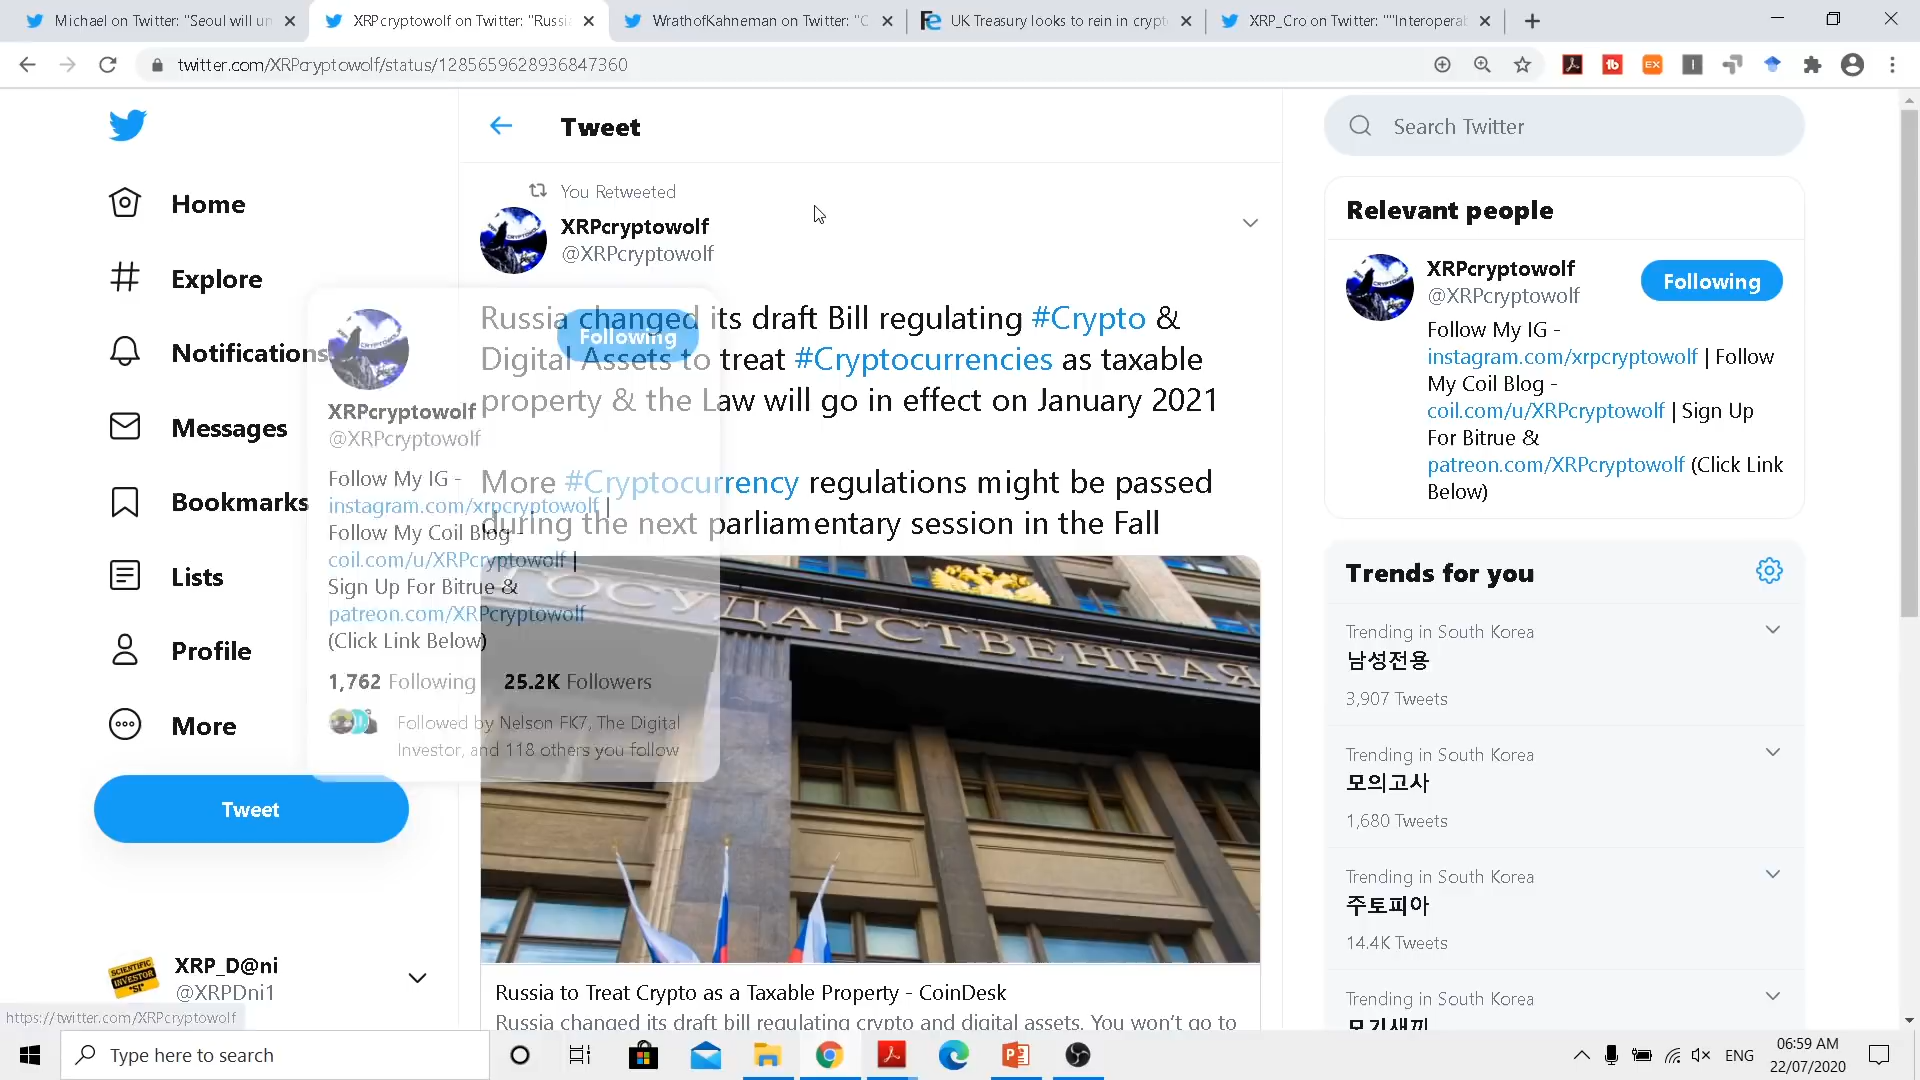 Michael on Twitter: "Seoul will un
XRPcryptowolf on Twitter: "Russi
WrathofKahneman on Twitter: "C
UK Treasury looks to rein in crypt
XRP_Cro on Twitter: ""Interopera
twitter.com/XRPcryptowolf/status/1285659628936847360
Tweet
Search Twitter
Home
Explore
Notifications
Messages
Bookmarks
Lists
Profile
More
Tweet
XRP_D@ni
@XRPDni1
https://twitter.com/XRPcryptowolf
You Retweeted
XRPcryptowolf
@XRPcryptowolf
Russia changed its draft Bill regulating #Crypto &
Digital Assets to treat #Cryptocurrencies as taxable
property & the Law will go in effect on January 2021
More #Cryptocurrency regulations might be passed
during the next parliamentary session in the Fall
Following
XRPcryptowolf
@XRPcryptowolf
Follow My IG -
instagram.com/xrpcryptowolf |
Follow My Coil Blog -
coil.com/u/XRPcryptowolf |
Sign Up For Bitrue &
patreon.com/XRPcryptowolf
(Click Link Below)
1,762 Following 25.2K Followers
Followed by Nelson FK7, The Digital
Investor, and 118 others you follow
ГОСУДАРСТВЕННАЯ
Russia to Treat Crypto as a Taxable Property - CoinDesk
Russia changed its draft bill regulating crypto and digital assets. You won't go to
Relevant people
XRPcryptowolf
@XRPcryptowolf
Following
Follow My IG -
instagram.com/xrpcryptowolf | Follow
My Coil Blog -
coil.com/u/XRPcryptowolf | Sign Up
For Bitrue &
patreon.com/XRPcryptowolf (Click Link
Below)
Trends for you
Trending in South Korea
남성전용
3,907 Tweets
Trending in South Korea
모의고사
1,680 Tweets
Trending in South Korea
주토피아
14.4K Tweets
Trending in South Korea
Type here to search
ENG
06:59 AM
22/07/2020